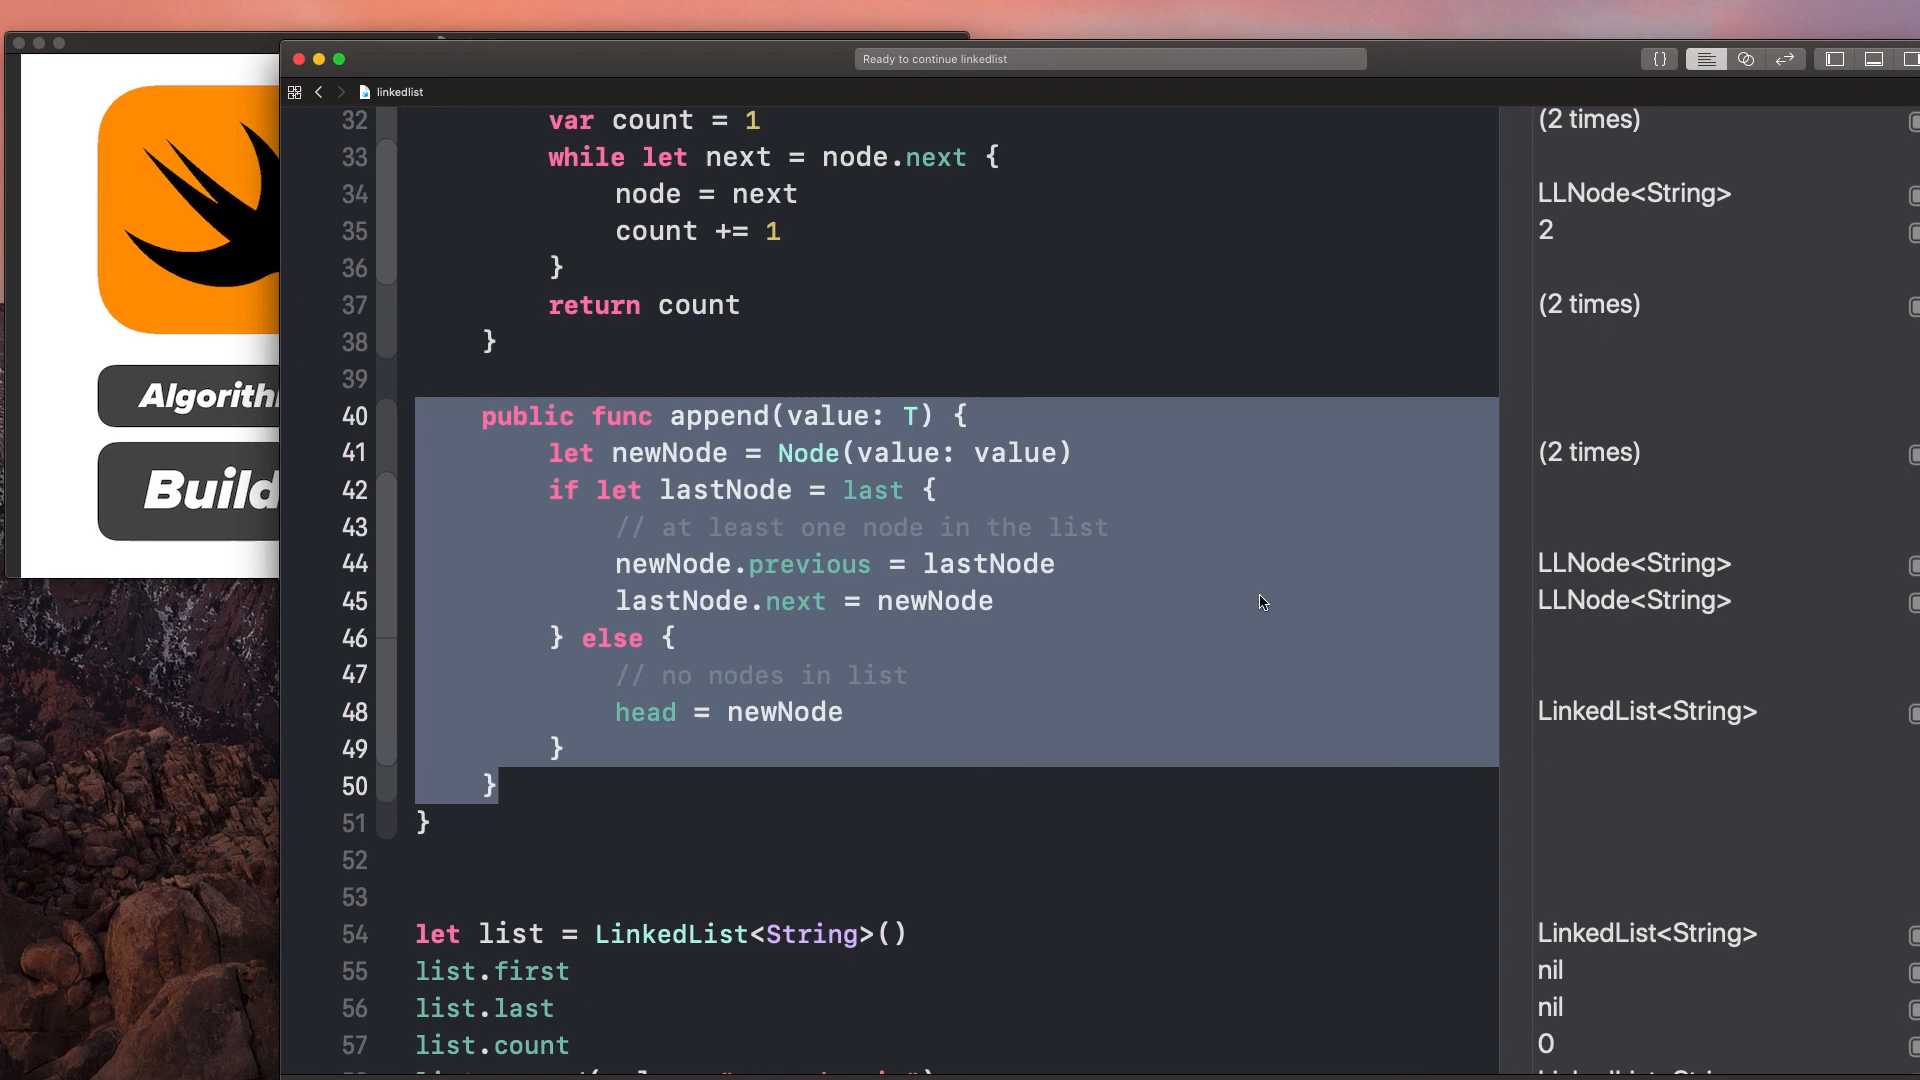 Ready to continue linkedlist
linkedlist
32 var count = 1 (2 times)
33 while let next = node.next {
34 node = next LLNode<String>
35 count += 1 2
36 }
37 return count (2 times)
38 }
39
40 public func append(value: T) {
41 let newNode = Node(value: value) (2 times)
42 if let lastNode = last {
43 // at least one node in the list
44 newNode.previous = lastNode LLNode<String>
45 lastNode.next = newNode LLNode<String>
46 } else {
47 // no nodes in list
48 head = newNode LinkedList<String>
49 }
50 }
51 }
52
53
54 let list = LinkedList<String>() LinkedList<String>
55 list.first nil
56 list.last nil
57 list.count 0
Build